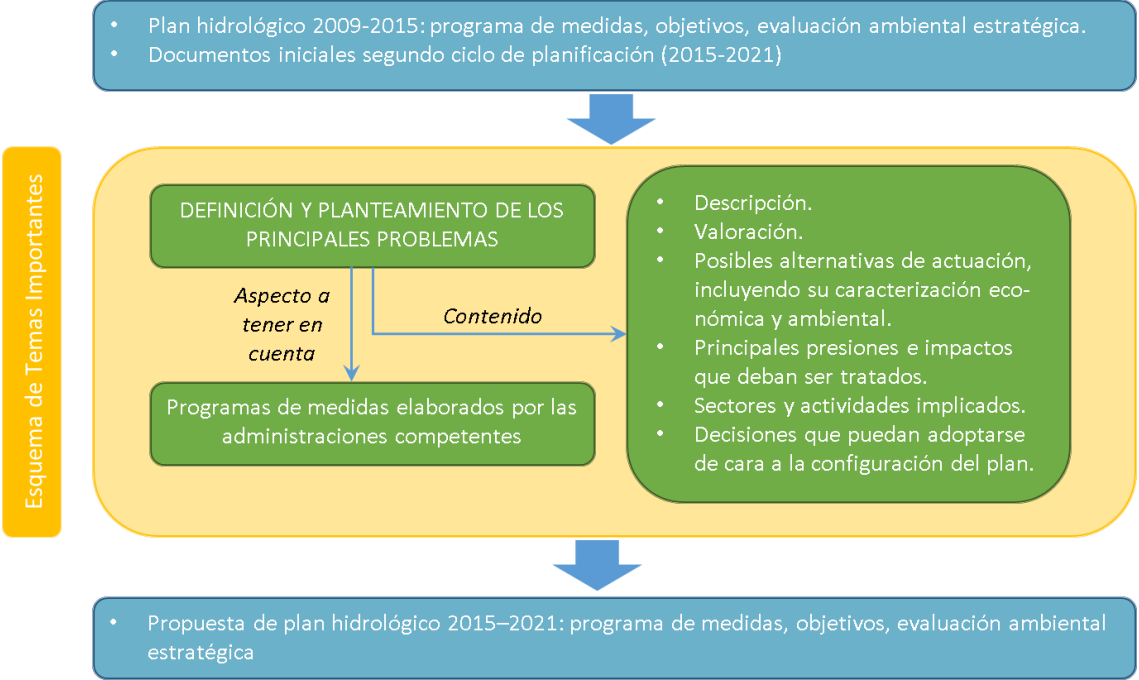 • Plan hidrológico 2009-2015: programa de medidas, objetivos, evaluación ambiental estratégica.
• Documentos iniciales segundo ciclo de planificación (2015-2021)
Esquema de Temas Importantes
DEFINICIÓN Y PLANTEAMIENTO DE LOS
PRINCIPALES PROBLEMAS
Aspecto a
tener en
cuenta
Contenido
Programas de medidas elaborados por las
administraciones competentes
• Descripción.
• Valoración.
• Posibles alternativas de actuación,
incluyendo su caracterización eco-
nómica y ambiental.
• Principales presiones e impactos
que deban ser tratados.
• Sectores y actividades implicados.
• Decisiones que puedan adoptarse
de cara a la configuración del plan.
• Propuesta de plan hidrológico 2015–2021: programa de medidas, objetivos, evaluación ambiental
estratégica